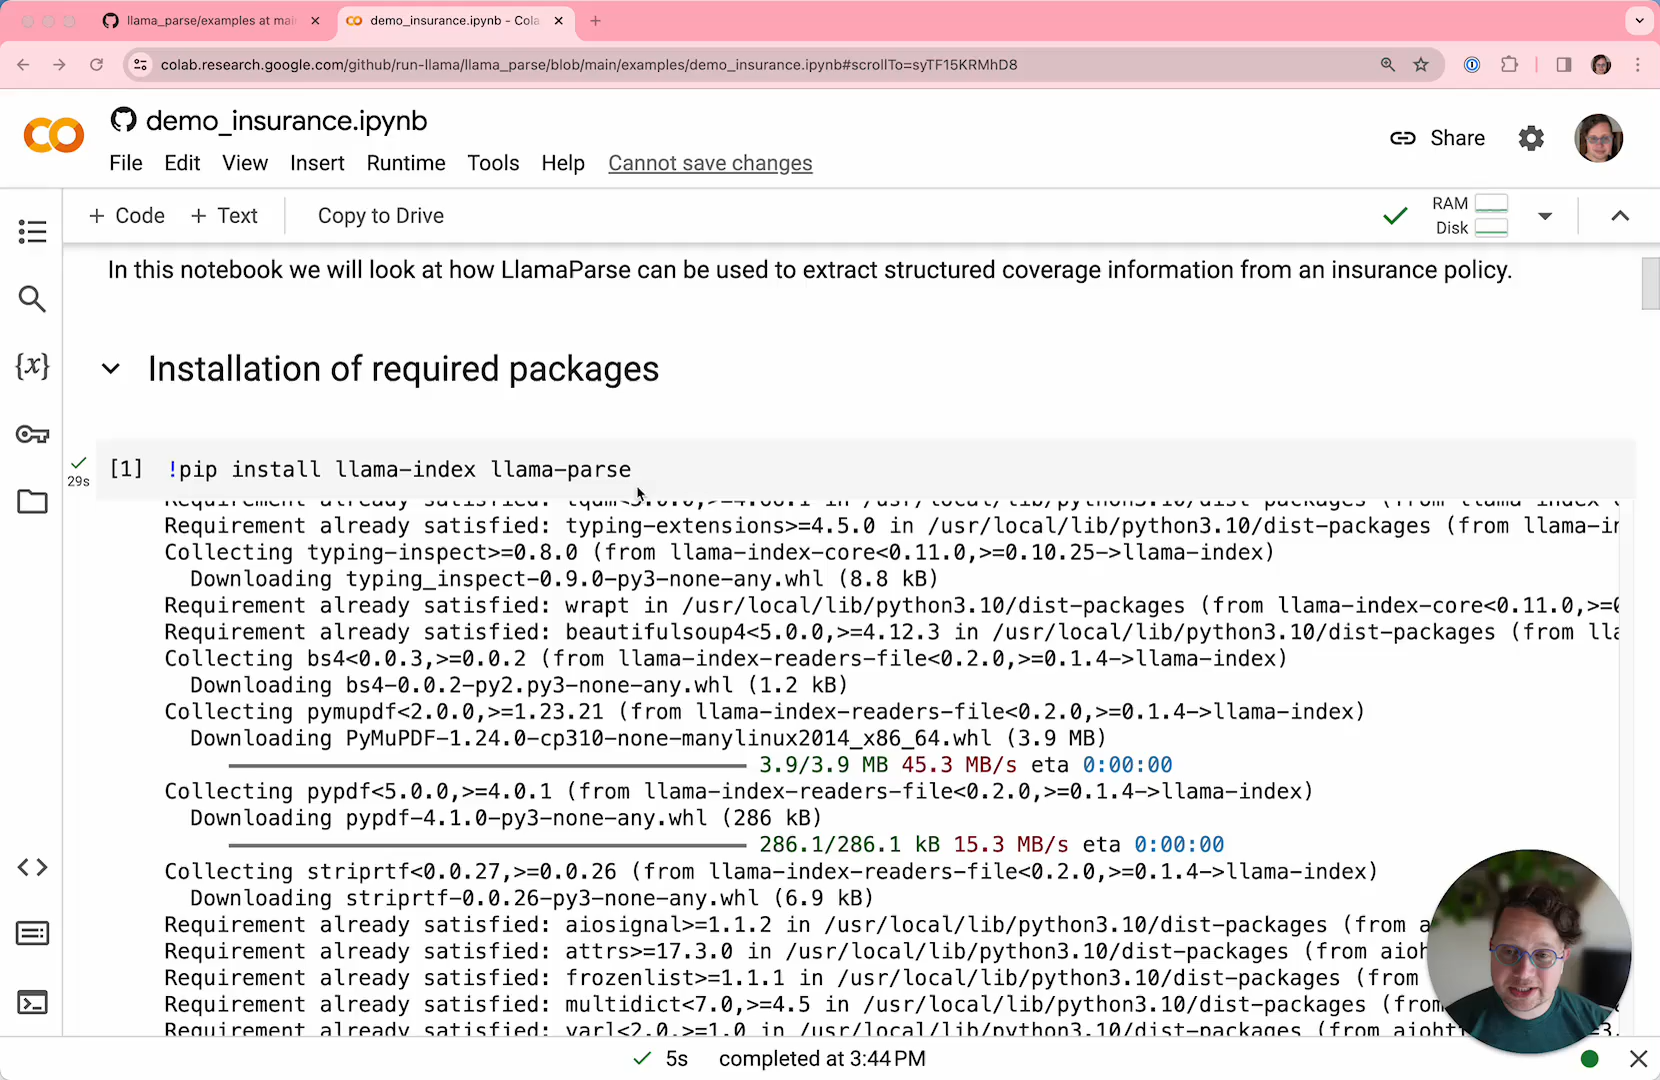 llama_parse/examples at mai
demo_insurance.ipynb - Cola
colab.research.google.com/github/run-llama/llama_parse/blob/main/examples/demo_insurance.ipynb#scrollTo=syTF15KRMhD8
demo_insurance.ipynb
Share
File Edit View Insert Runtime Tools Help Cannot save changes
+ Code + Text Copy to Drive
RAM
Disk
In this notebook we will look at how LlamaParse can be used to extract structured coverage information from an insurance policy.
{x}
Installation of required packages
[1] !pip install llama-index llama-parse
29s
Requirement already satisfied: typing-extensions>=4.5.0 in /usr/local/lib/python3.10/dist-packages (from llama-in
Collecting typing-inspect>=0.8.0 (from llama-index-core<0.11.0,>=0.10.25->llama-index)
Downloading typing_inspect-0.9.0-py3-none-any.whl (8.8 kB)
Requirement already satisfied: wrapt in /usr/local/lib/python3.10/dist-packages (from llama-index-core<0.11.0,>=0
Requirement already satisfied: beautifulsoup4<5.0.0,>=4.12.3 in /usr/local/lib/python3.10/dist-packages (from lla
Collecting bs4<0.0.3,>=0.0.2 (from llama-index-readers-file<0.2.0,>=0.1.4->llama-index)
Downloading bs4-0.0.2-py2.py3-none-any.whl (1.2 kB)
Collecting pymupdf<2.0.0,>=1.23.21 (from llama-index-readers-file<0.2.0,>=0.1.4->llama-index)
Downloading PyMuPDF-1.24.0-cp310-none-manylinux2014_x86_64.whl (3.9 MB)
3.9/3.9 MB 45.3 MB/s eta 0:00:00
Collecting pypdf<5.0.0,>=4.0.1 (from llama-index-readers-file<0.2.0,>=0.1.4->llama-index)
Downloading pypdf-4.1.0-py3-none-any.whl (286 kB)
286.1/286.1 kB 15.3 MB/s eta 0:00:00
Collecting striprtf<0.0.27,>=0.0.26 (from llama-index-readers-file<0.2.0,>=0.1.4->llama-index)
Downloading striprtf-0.0.26-py3-none-any.whl (6.9 kB)
Requirement already satisfied: aiosignal>=1.1.2 in /usr/local/lib/python3.10/dist-packages (from a
Requirement already satisfied: attrs>=17.3.0 in /usr/local/lib/python3.10/dist-packages (from aioh
Requirement already satisfied: frozenlist>=1.1.1 in /usr/local/lib/python3.10/dist-packages (from
Requirement already satisfied: multidict<7.0,>=4.5 in /usr/local/lib/python3.10/dist-packages (from
Requirement already satisfied: yarl<2.0,>=1.0 in /usr/local/lib/python3.10/dist-packages (from aiohtt
5s completed at 3:44 PM